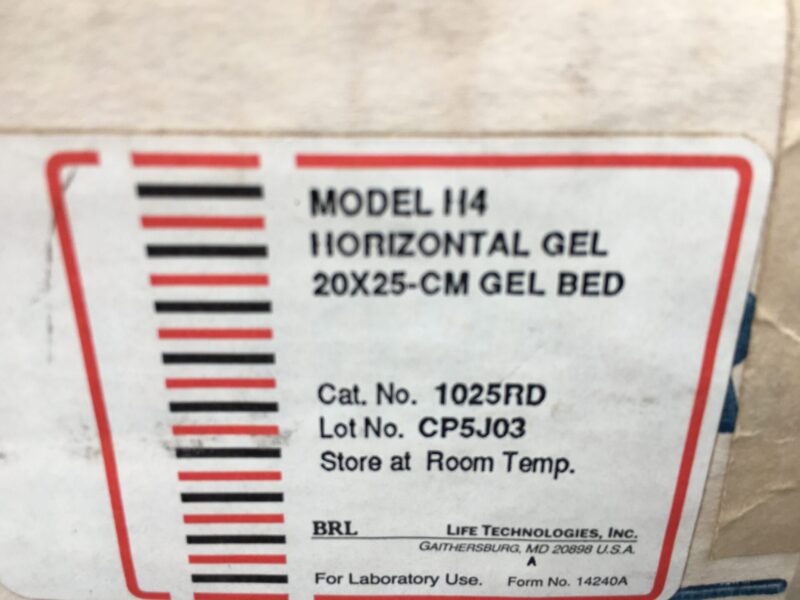 MODEL H4
HORIZONTAL GEL
20X25-CM GEL BED
Cat. No. 1025RD
Lot No. CP5J03
Store at Room Temp.
BRL LIFE TECHNOLOGIES, INC.
GAITHERSBURG, MD 20898 U.S.A.
A
For Laboratory Use. Form No. 14240A